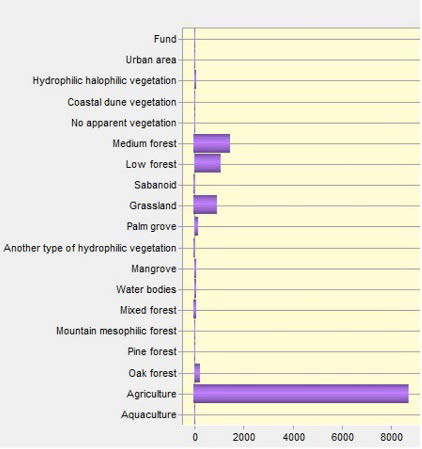 Fund
Urban area
Hydrophilic halophilic vegetation
Coastal dune vegetation
No apparent vegetation
Medium forest
Low forest
Sabanoid
Grassland
Palm grove
Another type of hydrophilic vegetation
Mangrove
Water bodies
Mixed forest
Mountain mesophilic forest
Pine forest
Oak forest
Agriculture
Aquaculture
0 2000 4000 6000 8000